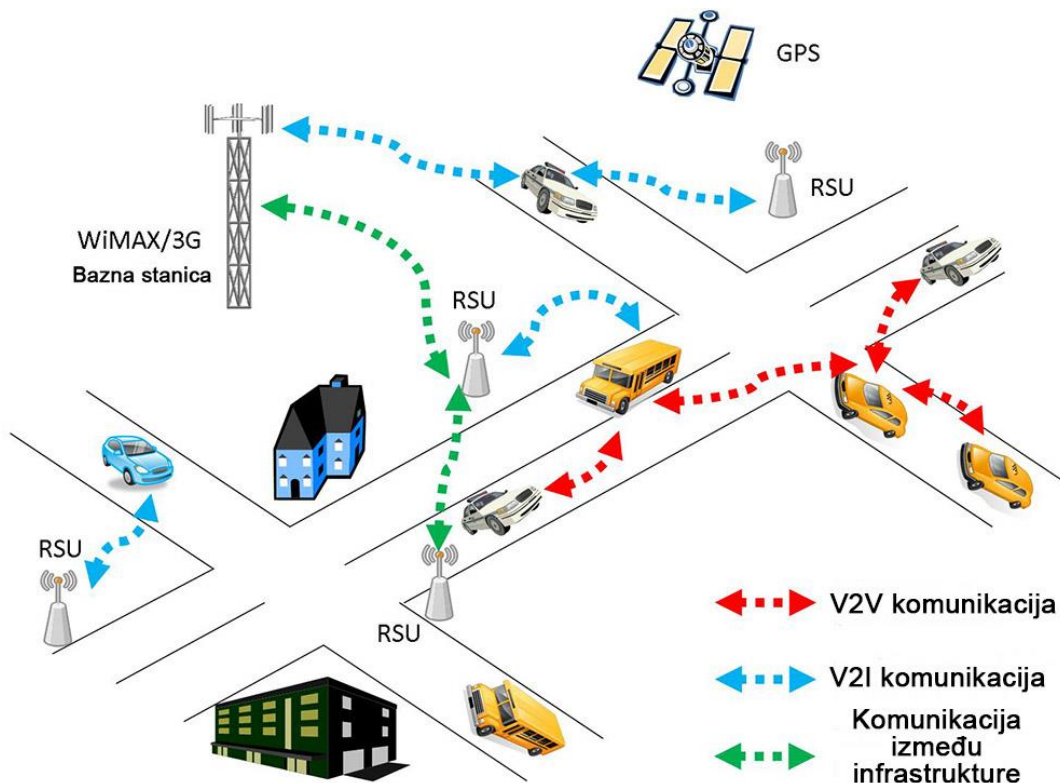 GPS
RSU
WiMAX/3G
Bazna stanica
RSU
RSU
RSU
V2V komunikacija
V2I komunikacija
Komunikacija
između
infrastrukture